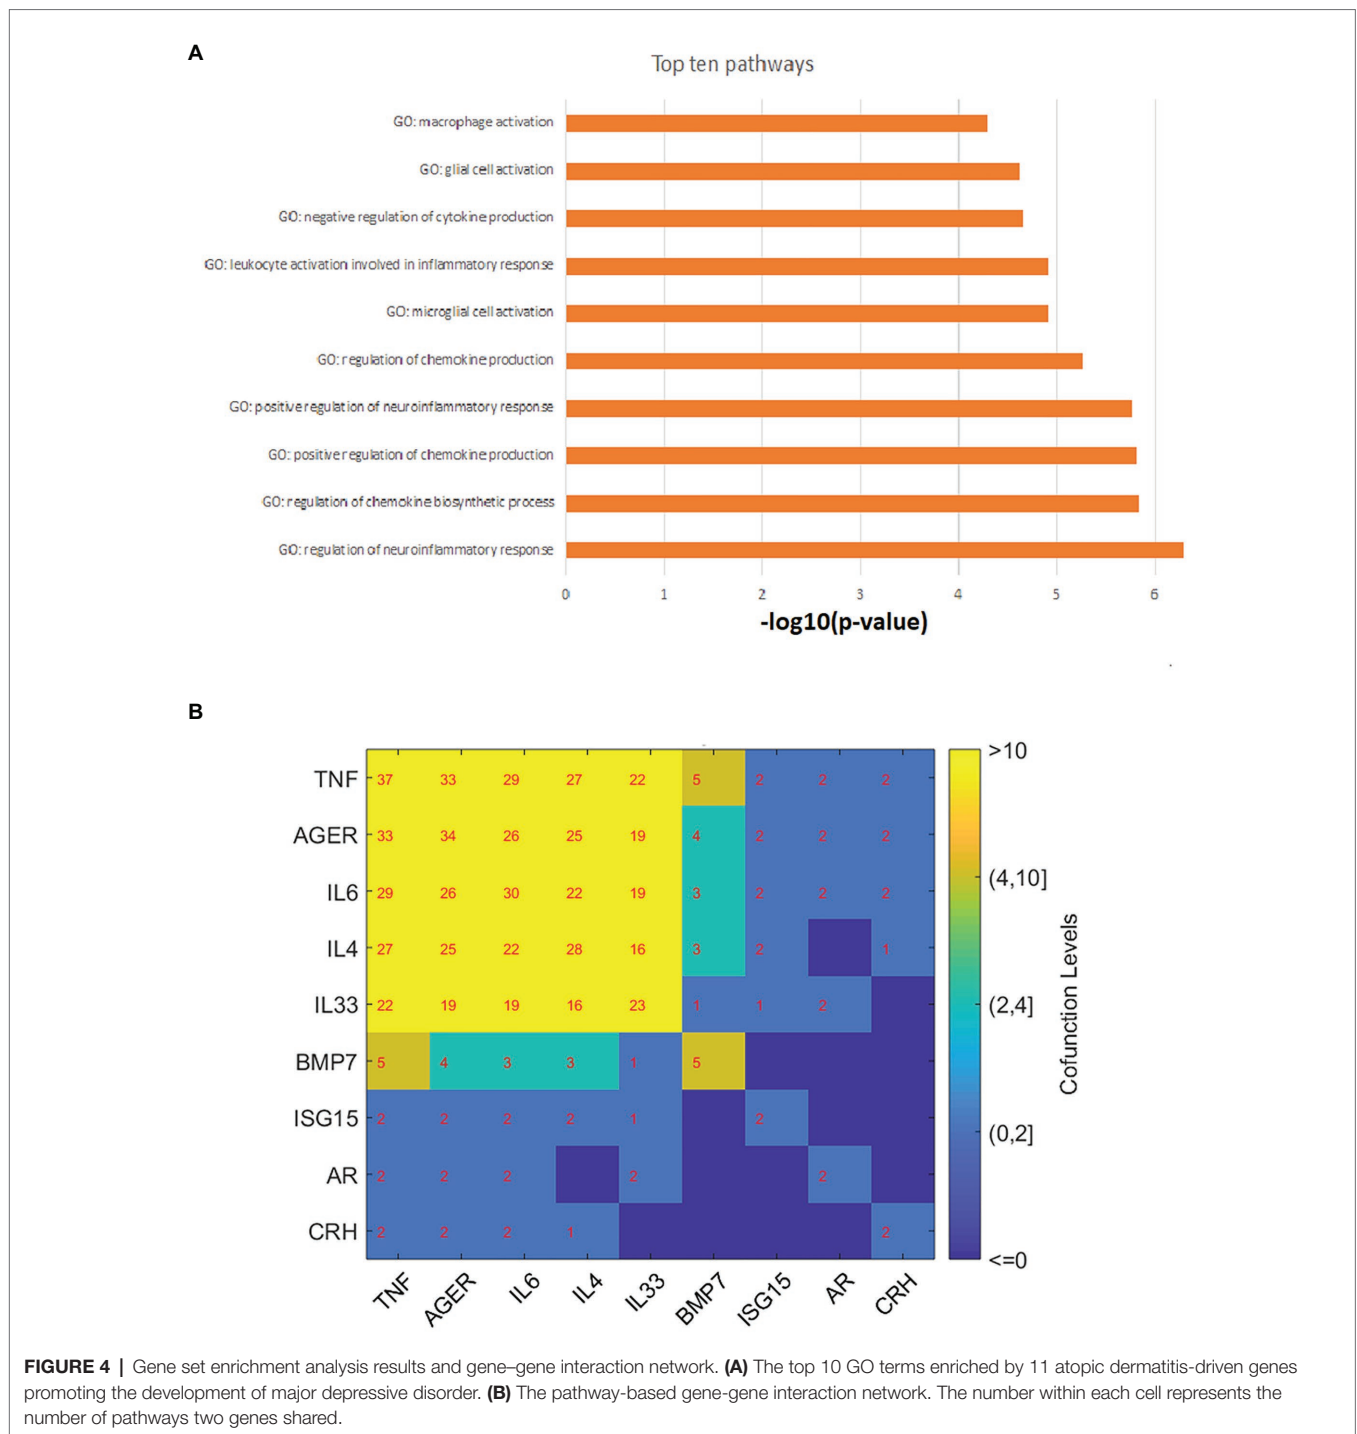 A
Top ten pathways
GO: macrophage activation
GO: glial cell activation
GO: negative regulation of cytokine production
GO: leukocyte activation involved in inflammatory response
GO: microglial cell activation
GO: regulation of chemokine production
GO: positive regulation of neuroinflammatory response
GO: positive regulation of chemokine production
GO: regulation of chemokine biosynthetic process
GO: regulation of neuroinflammatory response
0 1 2 3 4 5 6
-log10(p-value)
B
TNF 37 33 29 27 22 5 2 2 2
AGER 33 34 26 25 19 4 2 2 2
IL6 29 26 30 22 19 3 2 2 2
IL4 27 25 22 28 16 3 2 1
IL33 22 19 19 16 23 1 1 2
BMP7 5 4 3 3 1 5
ISG15 2 2 2 2 1 2
AR 2 2 2 2 2
CRH 2 2 2 1 2
TNF AGER IL6 IL4 IL33 BMP7 ISG15 AR CRH
>10
(4,10]
(2,4]
(0,2]
<=0
Cofunction Levels
FIGURE 4 | Gene set enrichment analysis results and gene–gene interaction network. (A) The top 10 GO terms enriched by 11 atopic dermatitis-driven genes
promoting the development of major depressive disorder. (B) The pathway-based gene-gene interaction network. The number within each cell represents the
number of pathways two genes shared.